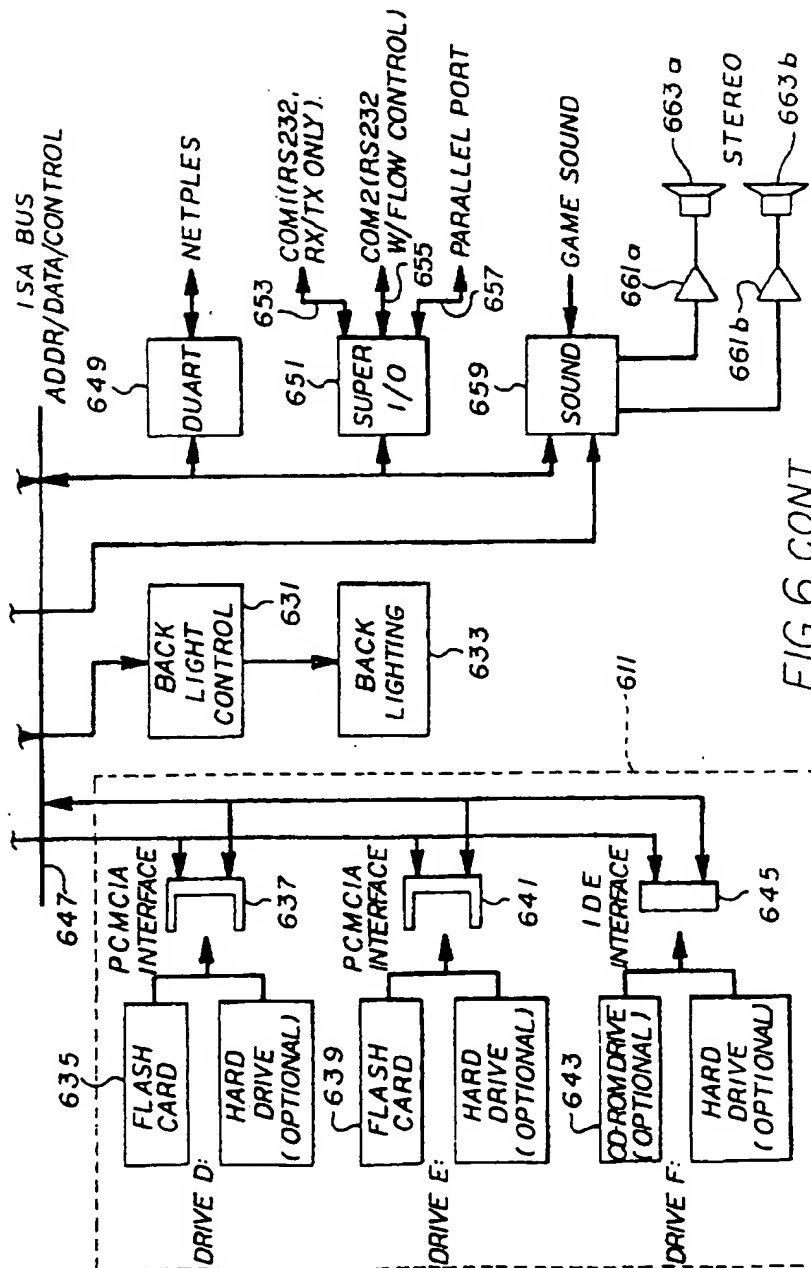 ISA BUS
ADDR/DATA/CONTROL
647
649
DUART
NETPLES
651
SUPER
I/O
653
COM1(RS232,
RX/TX ONLY).
COM2(RS232
W/FLOW CONTROL)
655
PARALLEL PORT
657
659
SOUND
GAME SOUND
661a
663a
STEREO
661b
663b
BACK
LIGHT
CONTROL
631
BACK
LIGHTING
633
611
635
FLASH
CARD
HARD
DRIVE
(OPTIONAL)
DRIVE D:
PCMCIA
INTERFACE
637
639
FLASH
CARD
HARD
DRIVE
(OPTIONAL)
DRIVE E:
PCMCIA
INTERFACE
641
643
CD-ROM DRIVE
(OPTIONAL)
HARD
DRIVE
(OPTIONAL)
DRIVE F:
IDE
INTERFACE
645
FIG.6 CONT.